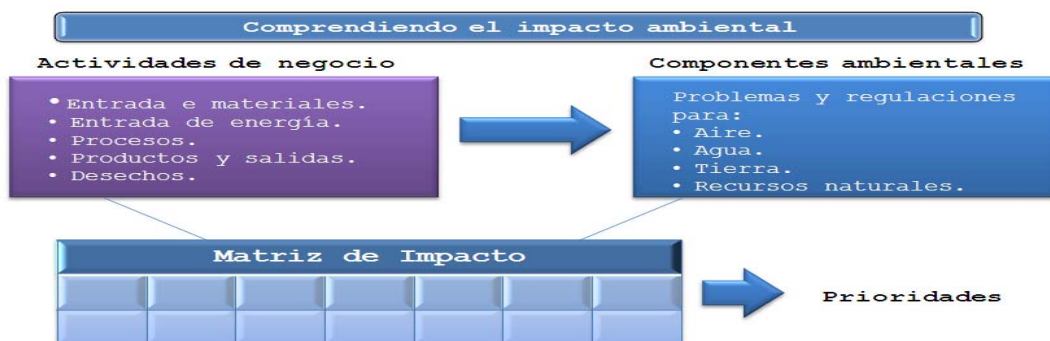 Comprendiendo el impacto ambiental
Actividades de negocio
• Entrada e materiales.
• Entrada de energía.
• Procesos.
• Productos y salidas.
• Desechos.
Componentes ambientales
Problemas y regulaciones
para:
• Aire.
• Agua.
• Tierra.
• Recursos naturales.
Matriz de Impacto
Prioridades